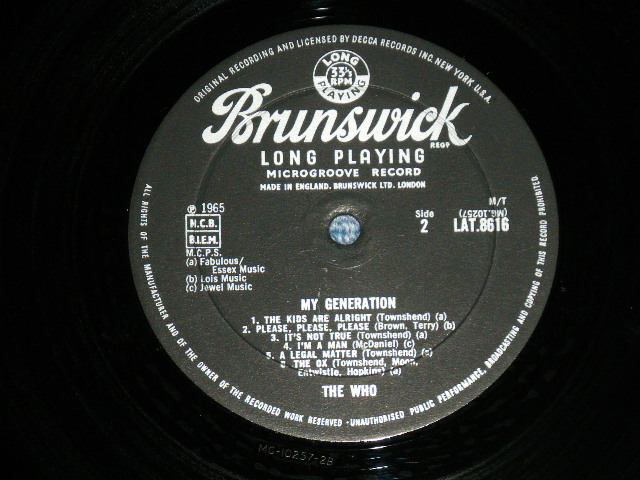 ORIGINAL RECORDING AND LICENSED BY DECCA RECORDS INC. NEW YORK U.S.A.
LONG
33⅓
RPM
PLAYING
Brunswick
REGD
LONG PLAYING
MICROGROOVE RECORD
MADE IN ENGLAND. BRUNSWICK LTD. LONDON
℗ 1965
N.C.B.
B.I.E.M.
M.C.P.S.
(a) Fabulous/
Essex Music
(b) Lois Music
(c) Jewel Music
Side
2
M/T
(MG.10257)
LAT.8616
MY GENERATION
1. THE KIDS ARE ALRIGHT (Townshend) (a)
2. PLEASE, PLEASE, PLEASE (Brown, Terry) (b)
3. IT'S NOT TRUE (Townshend) (a)
4. I'M A MAN (McDaniel) (c)
5. A LEGAL MATTER (Townshend)
THE OX (Townshend, Moon,
Entwistle, Hopkins) (a)
THE WHO
ALL RIGHTS OF THE MANUFACTURER AND OF THE OWNER OF THE RECORDED WORK RESERVED · UNAUTHORISED PUBLIC PERFORMANCE, BROADCASTING AND COPYING OF THIS RECORD PROHIBITED.
MG-10257-2B